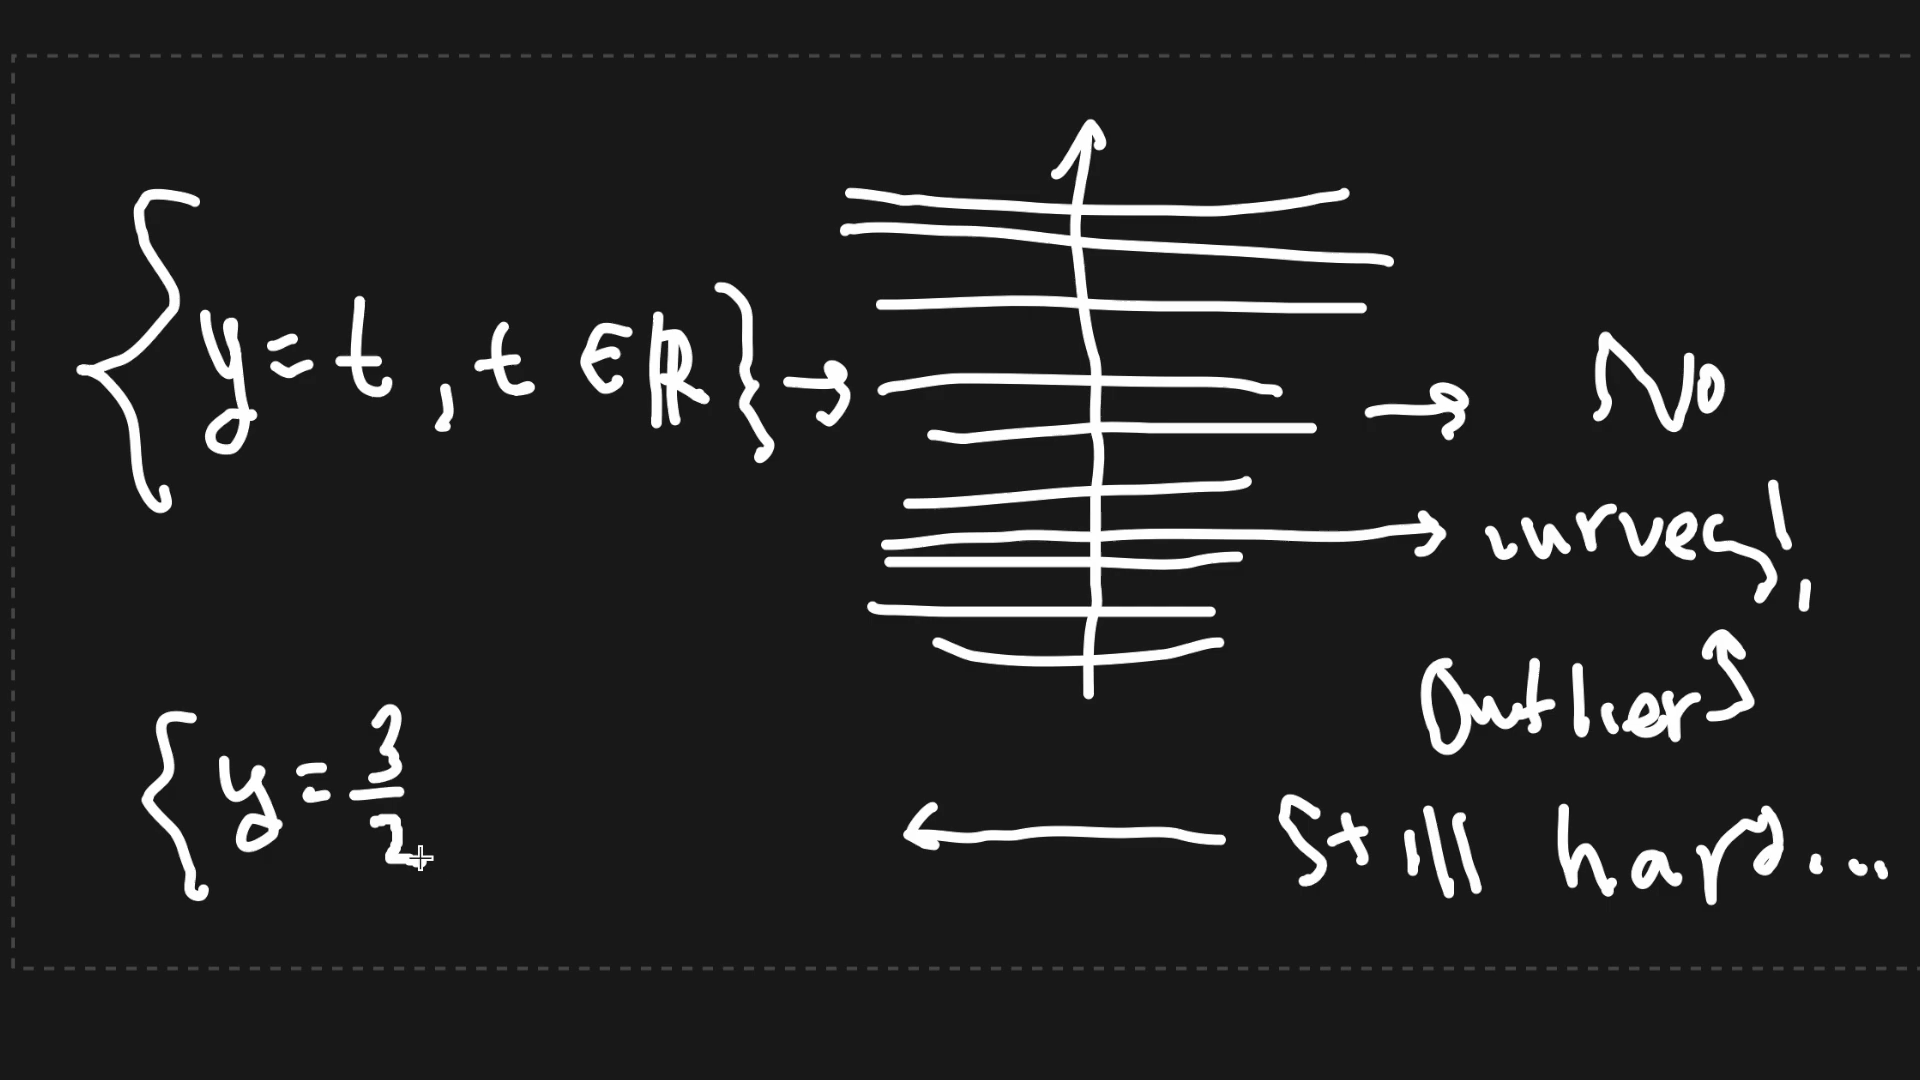 {y = t, t ∈ ℝ} →
→ No
curves!,
Outliers
← Still hard...
{y = 3/2